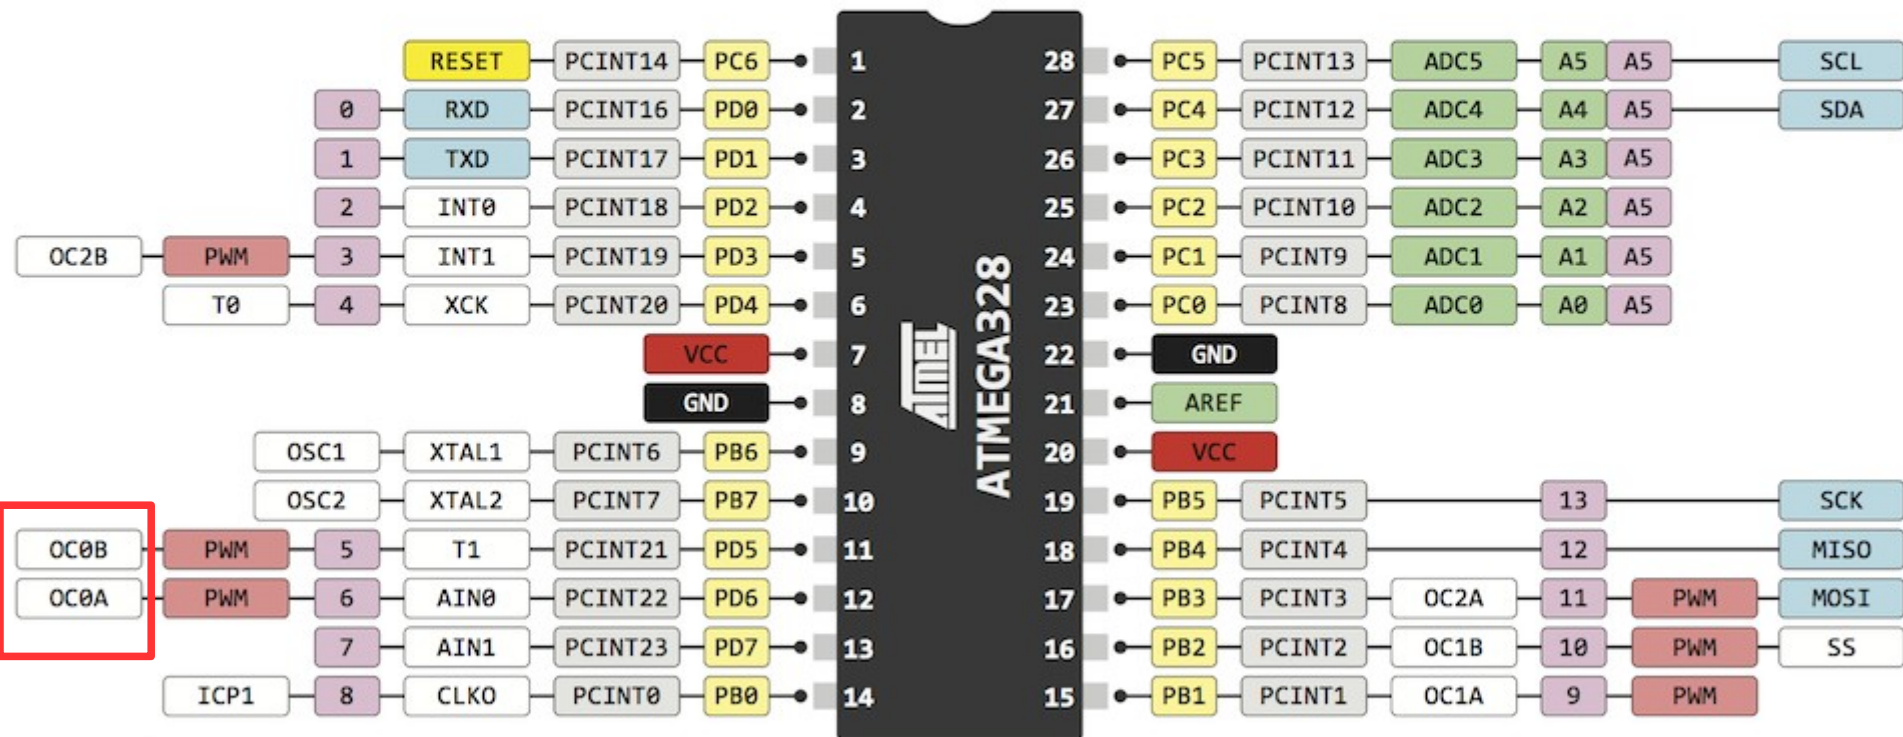 RESET PCINT14 PC6 1 28 PC5 PCINT13 ADC5 A5 A5 SCL
0 RXD PCINT16 PD0 2 27 PC4 PCINT12 ADC4 A4 A5 SDA
1 TXD PCINT17 PD1 3 26 PC3 PCINT11 ADC3 A3 A5
2 INT0 PCINT18 PD2 4 25 PC2 PCINT10 ADC2 A2 A5
OC2B PWM 3 INT1 PCINT19 PD3 5 24 PC1 PCINT9 ADC1 A1 A5
T0 4 XCK PCINT20 PD4 6 23 PC0 PCINT8 ADC0 A0 A5
VCC 7 22 GND
GND 8 21 AREF
OSC1 XTAL1 PCINT6 PB6 9 20 VCC
OSC2 XTAL2 PCINT7 PB7 10 19 PB5 PCINT5 13 SCK
OC0B PWM 5 T1 PCINT21 PD5 11 18 PB4 PCINT4 12 MISO
OC0A PWM 6 AIN0 PCINT22 PD6 12 17 PB3 PCINT3 OC2A 11 PWM MOSI
7 AIN1 PCINT23 PD7 13 16 PB2 PCINT2 OC1B 10 PWM SS
ICP1 8 CLKO PCINT0 PB0 14 15 PB1 PCINT1 OC1A 9 PWM
ATMEL
ATMEGA328